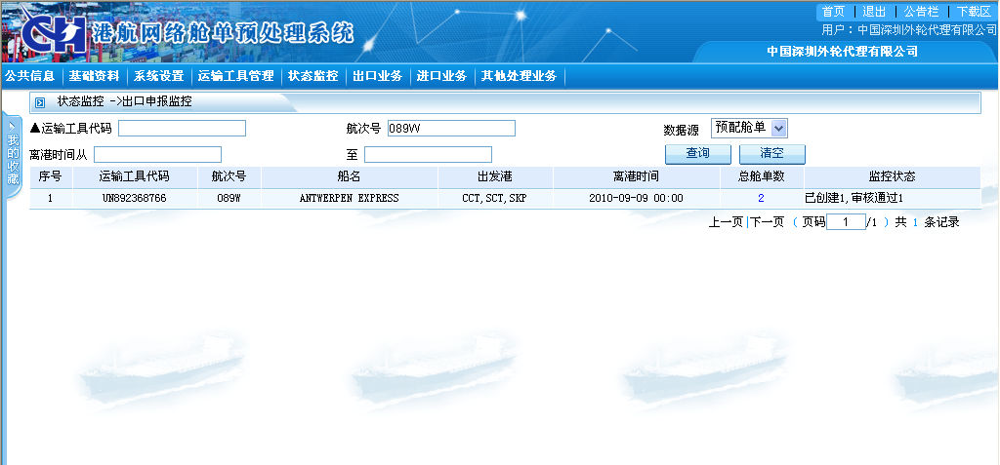 首页 | 退出 | 公告栏 | 下载区
CH 港航网络舱单预处理系统
用户：中国深圳外轮代理有限公司
中国深圳外轮代理有限公司
公共信息 基础资料 系统设置 运输工具管理 状态监控 出口业务 进口业务 其他处理业务
状态监控 ->出口申报监控
我的收藏
▲运输工具代码 航次号 089W 数据源 预配舱单
离港时间从 至 查询 清空
序号 运输工具代码 航次号 船名 出发港 离港时间 总舱单数 监控状态
1 UN892368766 089W ANTWERPEN EXPRESS CCT,SCT,SKP 2010-09-09 00:00 2 已创建1,审核通过1
上一页|下一页 ( 页码 1 /1 ) 共 1 条记录